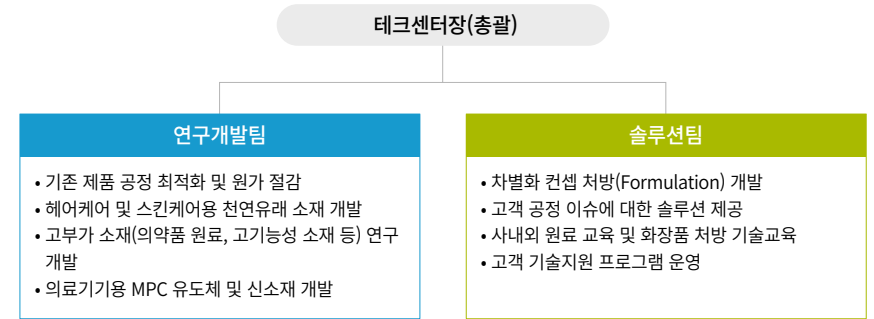 테크센터장(총괄)
연구개발팀
• 기존 제품 공정 최적화 및 원가 절감
• 헤어케어 및 스킨케어용 천연유래 소재 개발
• 고부가 소재(의약품 원료, 고기능성 소재 등) 연구
개발
• 의료기기용 MPC 유도체 및 신소재 개발
솔루션팀
• 차별화 컨셉 처방(Formulation) 개발
• 고객 공정 이슈에 대한 솔루션 제공
• 사내외 원료 교육 및 화장품 처방 기술교육
• 고객 기술지원 프로그램 운영